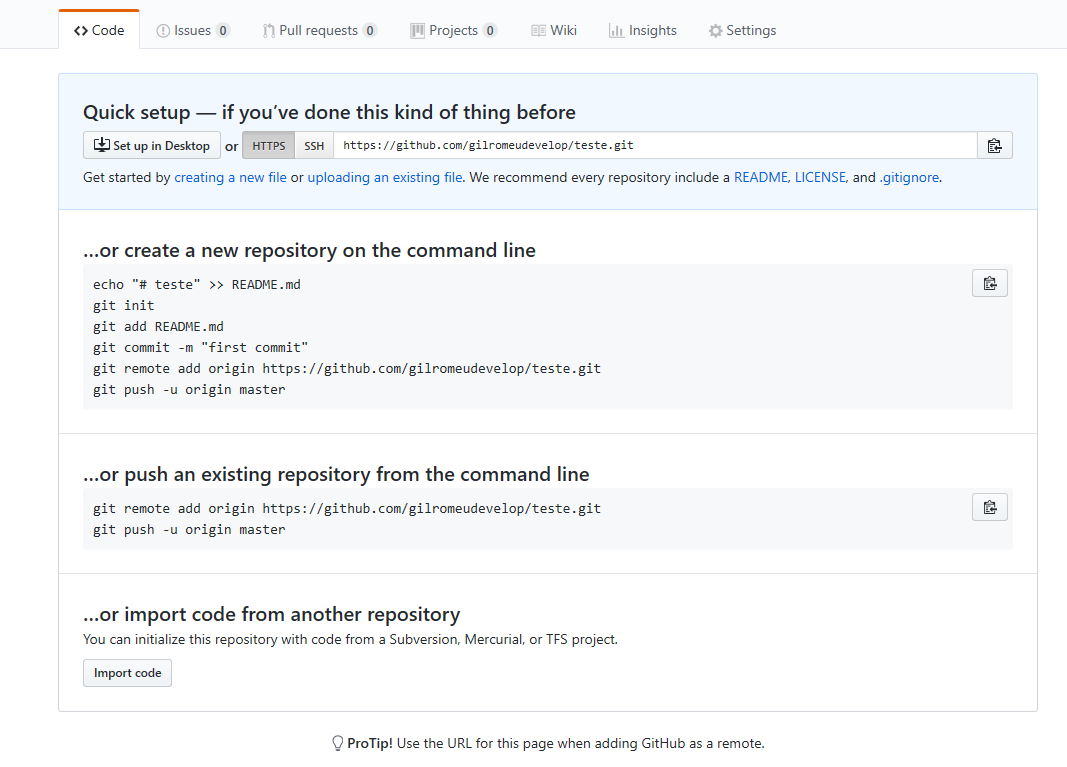 Code Issues 0 Pull requests 0 Projects 0 Wiki Insights Settings
Quick setup — if you’ve done this kind of thing before
Set up in Desktop or HTTPS SSH https://github.com/gilromeudevelop/teste.git
Get started by creating a new file or uploading an existing file. We recommend every repository include a README, LICENSE, and .gitignore.
…or create a new repository on the command line
echo "# teste" >> README.md
git init
git add README.md
git commit -m "first commit"
git remote add origin https://github.com/gilromeudevelop/teste.git
git push -u origin master
…or push an existing repository from the command line
git remote add origin https://github.com/gilromeudevelop/teste.git
git push -u origin master
…or import code from another repository
You can initialize this repository with code from a Subversion, Mercurial, or TFS project.
Import code
ProTip! Use the URL for this page when adding GitHub as a remote.